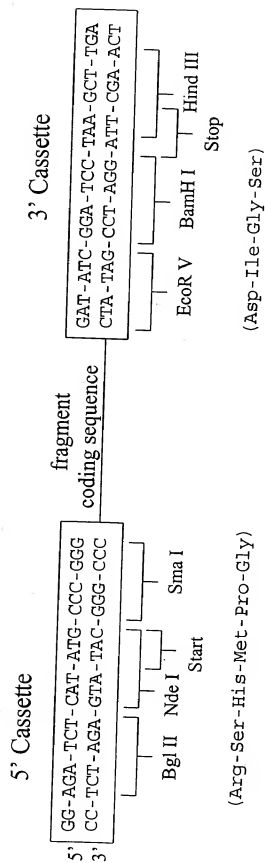 5' Cassette
5' GG-AGA-TCT-CAT-ATG-CCC-GGG
3' CC-TCT-AGA-GTA-TAC-GGG-CCC
Bgl II
Nde I
Start
Sma I
(Arg-Ser-His-Met-Pro-Gly)
fragment
coding sequence
3' Cassette
GAT-ATC-GGA-TCC-TAA-GCT-TGA
CTA-TAG-CCT-AGG-ATT-CGA-ACT
EcoR V
BamH I
Stop
Hind III
(Asp-Ile-Gly-Ser)